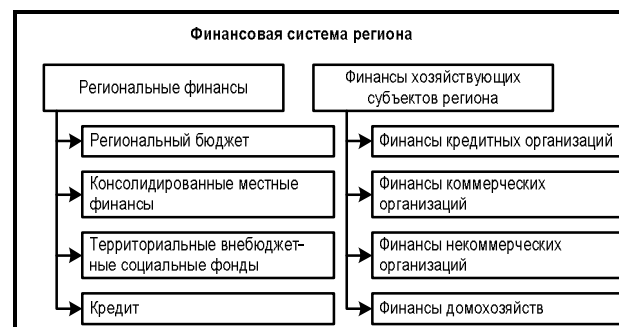 Финансовая система региона
Региональные финансы
Региональный бюджет
Консолидированные местные
финансы
Территориальные внебюджет-
ные социальные фонды
Кредит
Финансы хозяйствующих
субъектов региона
Финансы кредитных организаций
Финансы коммерческих
организаций
Финансы некоммерческих
организаций
Финансы домохозяйств